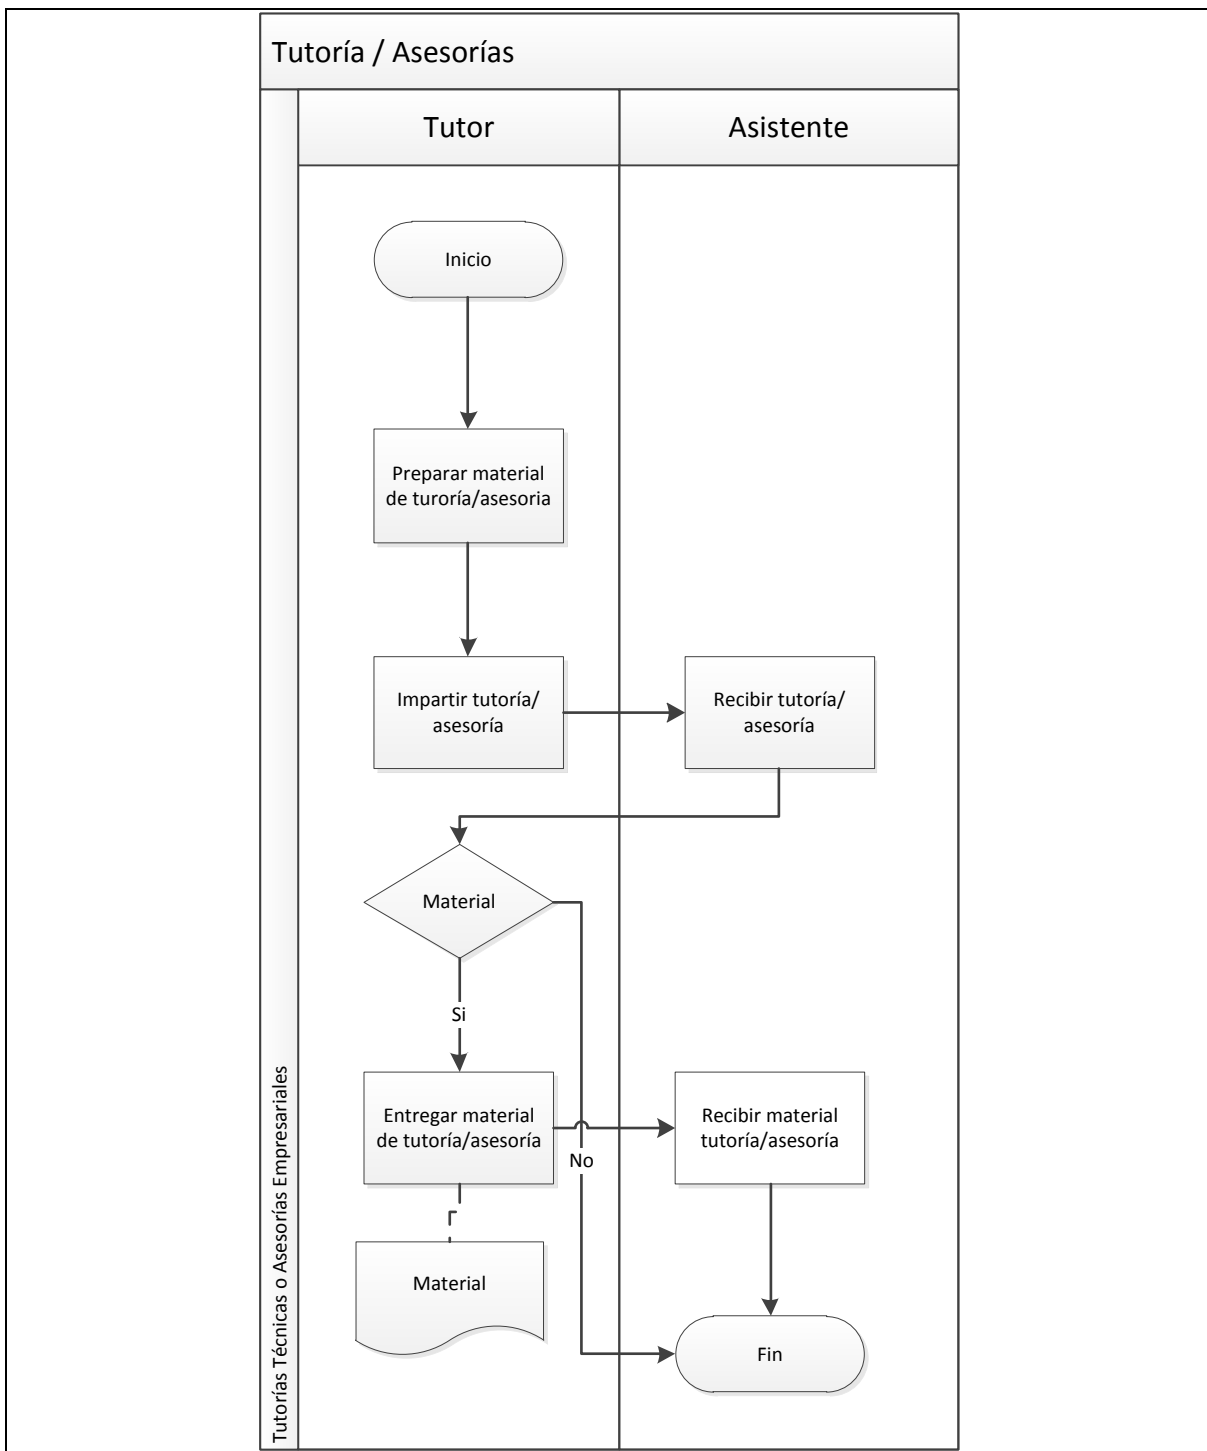 Tutoría / Asesorías
Tutor
Asistente
Inicio
Preparar material
de turoría/asesoria
Impartir tutoría/
asesoría
Recibir tutoría/
asesoría
Material
Si
Entregar material
de tutoría/asesoría
Recibir material
tutoría/asesoría
No
Material
Fin
Tutorías Técnicas o Asesorías Empresariales